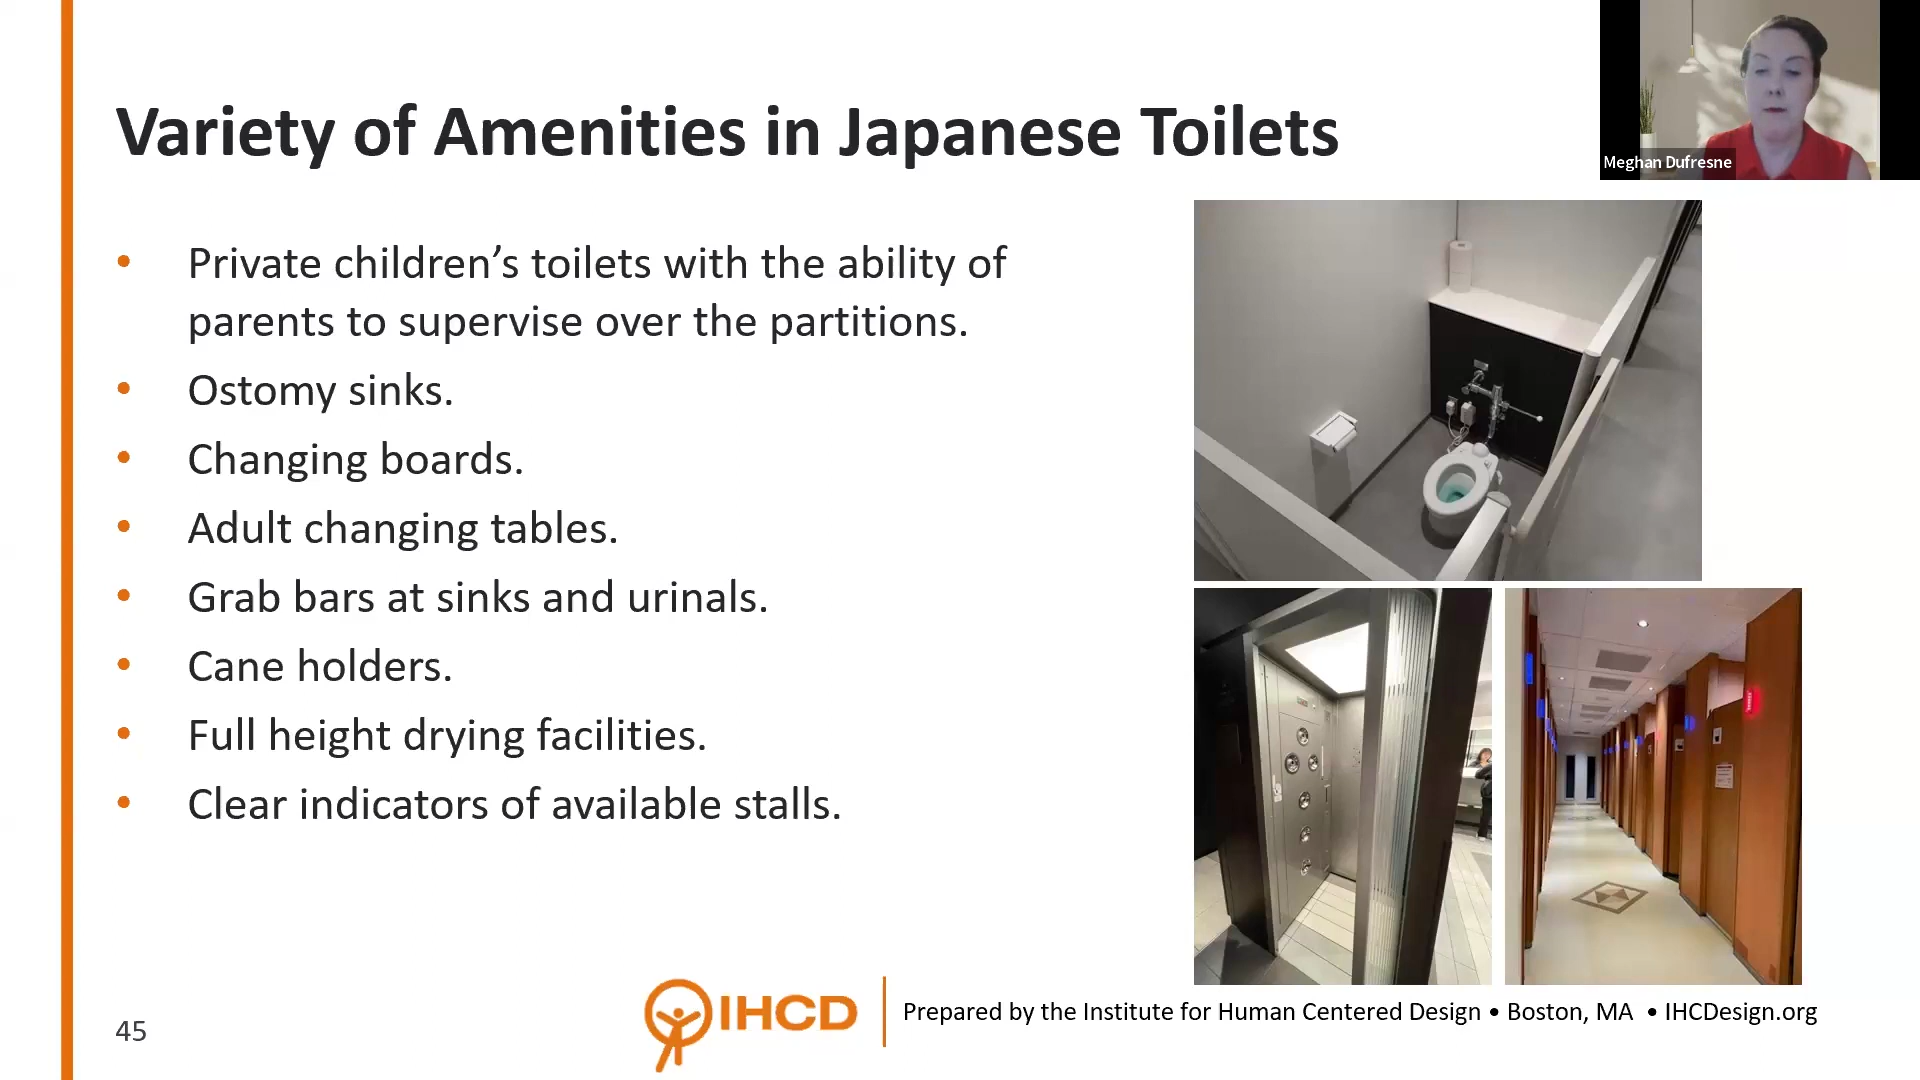 Variety of Amenities in Japanese Toilets
Meghan Dufresne
• Private children’s toilets with the ability of
parents to supervise over the partitions.
• Ostomy sinks.
• Changing boards.
• Adult changing tables.
• Grab bars at sinks and urinals.
• Cane holders.
• Full height drying facilities.
• Clear indicators of available stalls.
45
IHCD
Prepared by the Institute for Human Centered Design • Boston, MA • IHCDesign.org